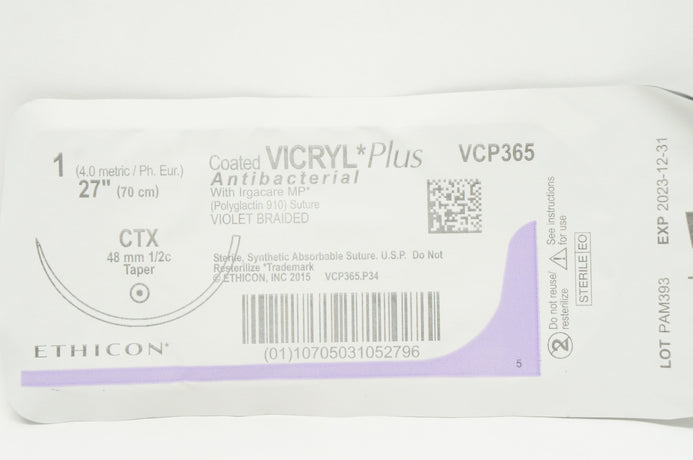 1 (4.0 metric / Ph. Eur.)
27" (70 cm)
CTX
48 mm 1/2c
Taper
ETHICON*
Coated VICRYL* Plus
Antibacterial
With Irgacare MP*
(Polyglactin 910) Suture
VIOLET BRAIDED
VCP365
Sterile, Synthetic Absorbable Suture. U.S.P. Do Not
Resterilize *Trademark
© ETHICON, INC 2015 VCP365.P34
(01)10705031052796
5
2 Do not reuse/
resterilize
See instructions
for use
STERILE EO
LOT PAM393 EXP 2023-12-31